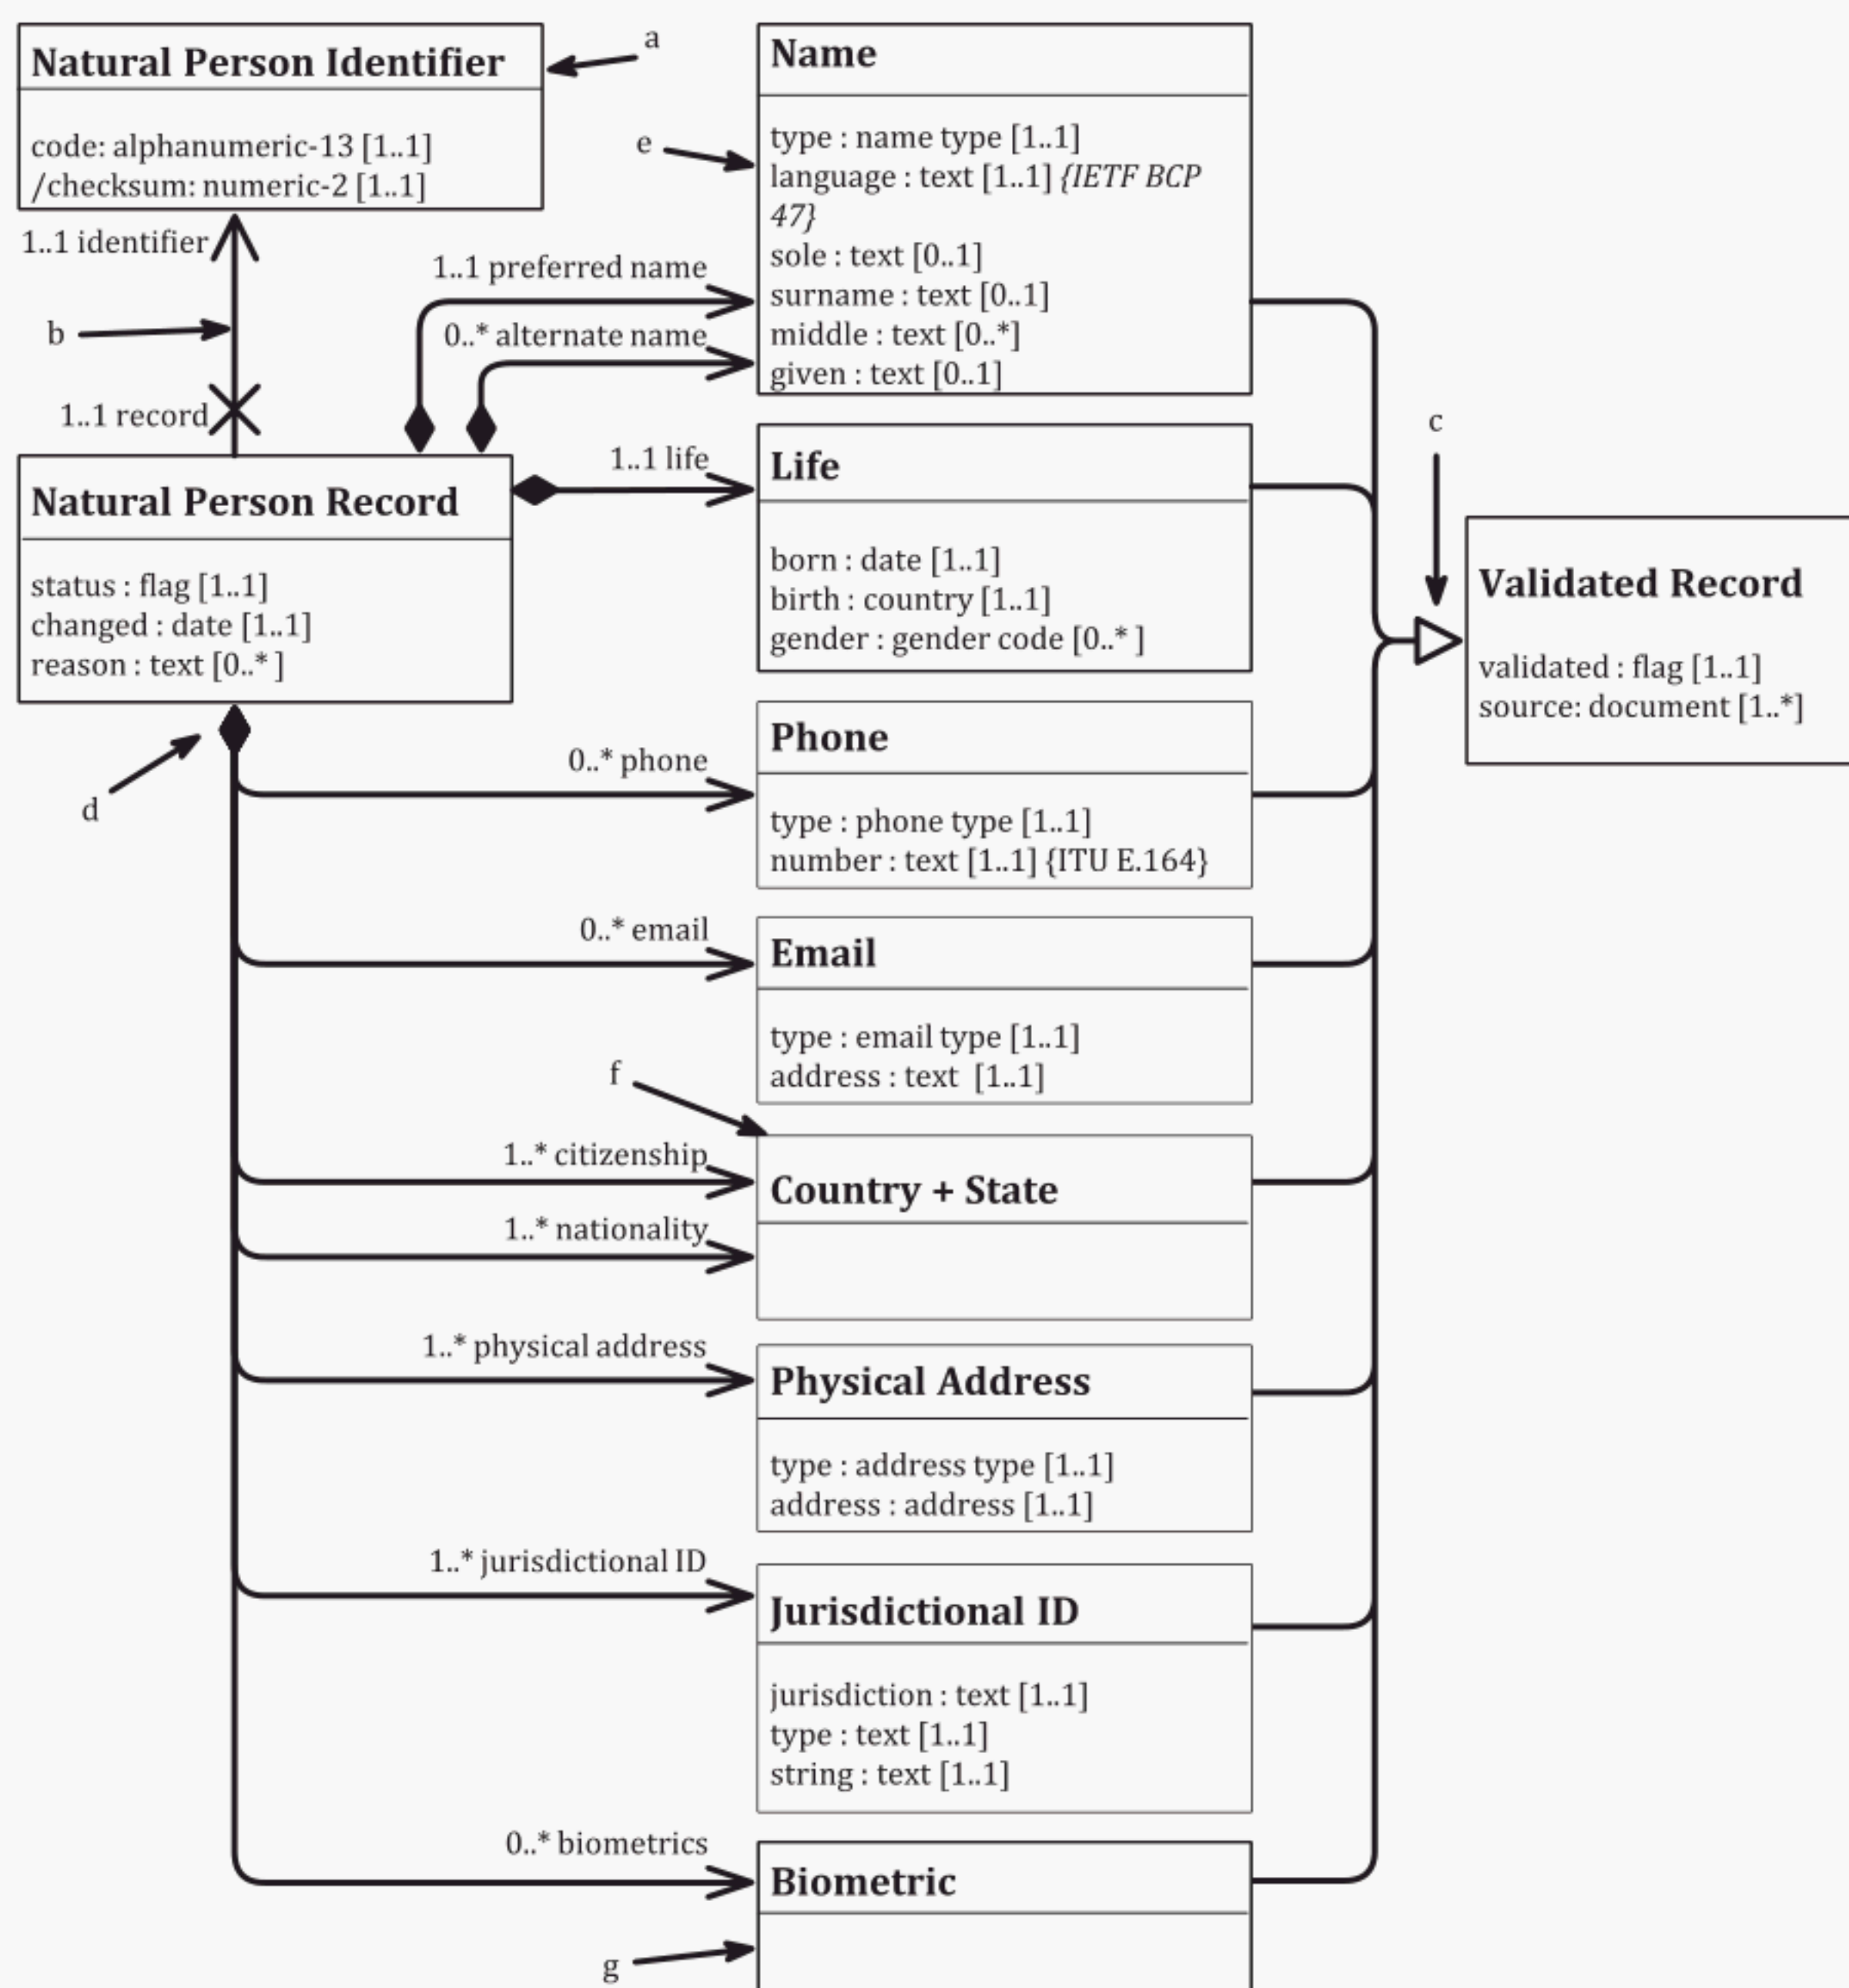 Natural Person Identifier
code: alphanumeric-13 [1..1]
/checksum: numeric-2 [1..1]
a
1..1 identifier
b
1..1 record
Natural Person Record
status : flag [1..1]
changed : date [1..1]
reason : text [0..* ]
d
1..1 preferred name
0..* alternate name
1..1 life
0..* phone
0..* email
1..* citizenship
1..* nationality
1..* physical address
1..* jurisdictional ID
0..* biometrics
e
Name
type : name type [1..1]
language : text [1..1] {IETF BCP
47}
sole : text [0..1]
surname : text [0..1]
middle : text [0..*]
given : text [0..1]
Life
born : date [1..1]
birth : country [1..1]
gender : gender code [0..* ]
Phone
type : phone type [1..1]
number : text [1..1] {ITU E.164}
Email
type : email type [1..1]
address : text  [1..1]
f
Country + State
Physical Address
type : address type [1..1]
address : address [1..1]
Jurisdictional ID
jurisdiction : text [1..1]
type : text [1..1]
string : text [1..1]
Biometric
g
c
Validated Record
validated : flag [1..1]
source: document [1..*]